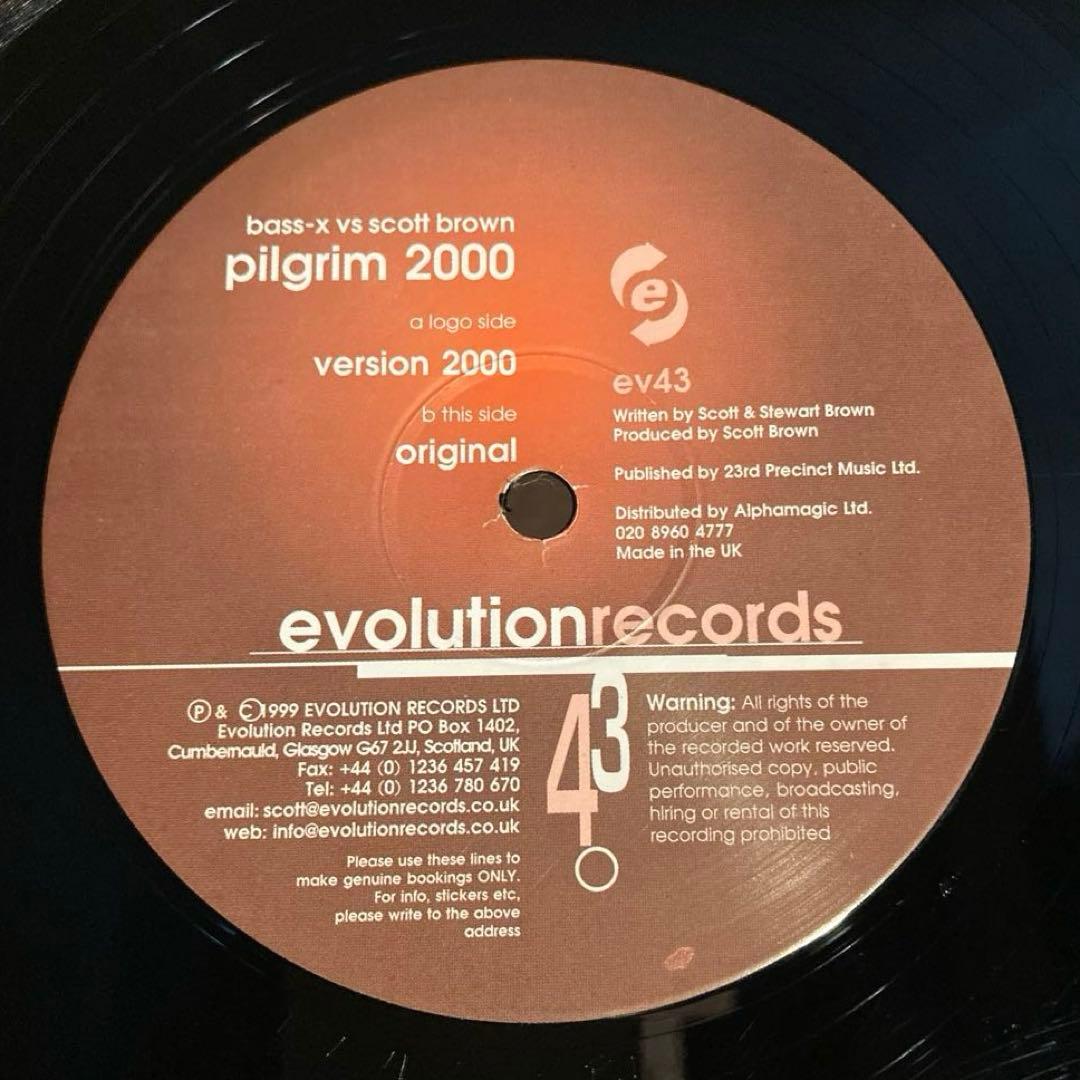 bass-x vs scott brown
pilgrim 2000
a logo side
version 2000
b this side
original
e
ev43
Written by Scott & Stewart Brown
Produced by Scott Brown
Published by 23rd Precinct Music Ltd.
Distributed by Alphamagic Ltd.
020 8960 4777
Made in the UK
evolutionrecords
43
Ⓟ & ©1999 EVOLUTION RECORDS LTD
Evolution Records Ltd PO Box 1402,
Cumbernauld, Glasgow G67 2JJ, Scotland, UK
Fax: +44 (0) 1236 457 419
Tel: +44 (0) 1236 780 670
email: scott@evolutionrecords.co.uk
web: info@evolutionrecords.co.uk
Please use these lines to
make genuine bookings ONLY.
For info, stickers etc,
please write to the above
address
Warning: All rights of the
producer and of the owner of
the recorded work reserved.
Unauthorised copy, public
performance, broadcasting,
hiring or rental of this
recording prohibited